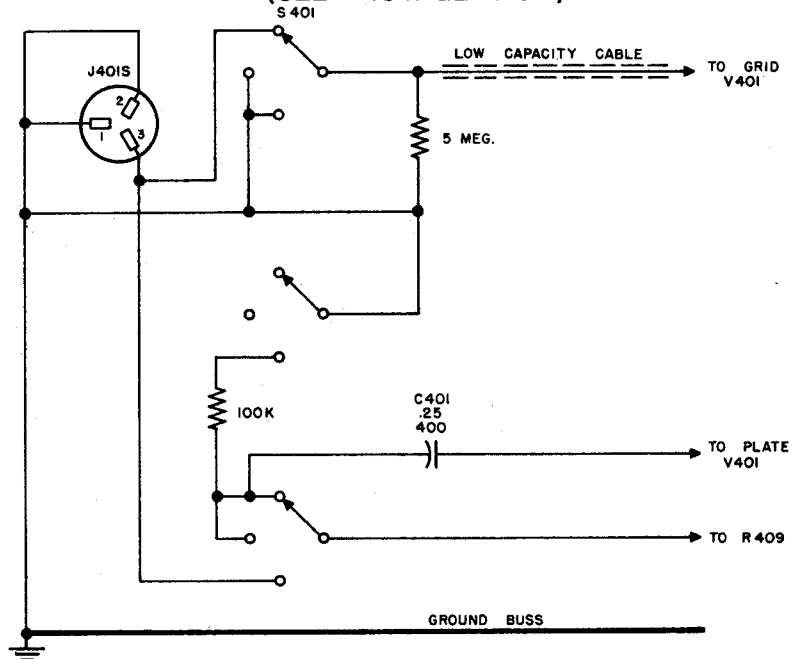 S401
J401S
2
1
3
LOW CAPACITY CABLE
TO GRID
V401
5 MEG.
100K
C401
.25
400
TO PLATE
V401
TO R409
GROUND BUSS